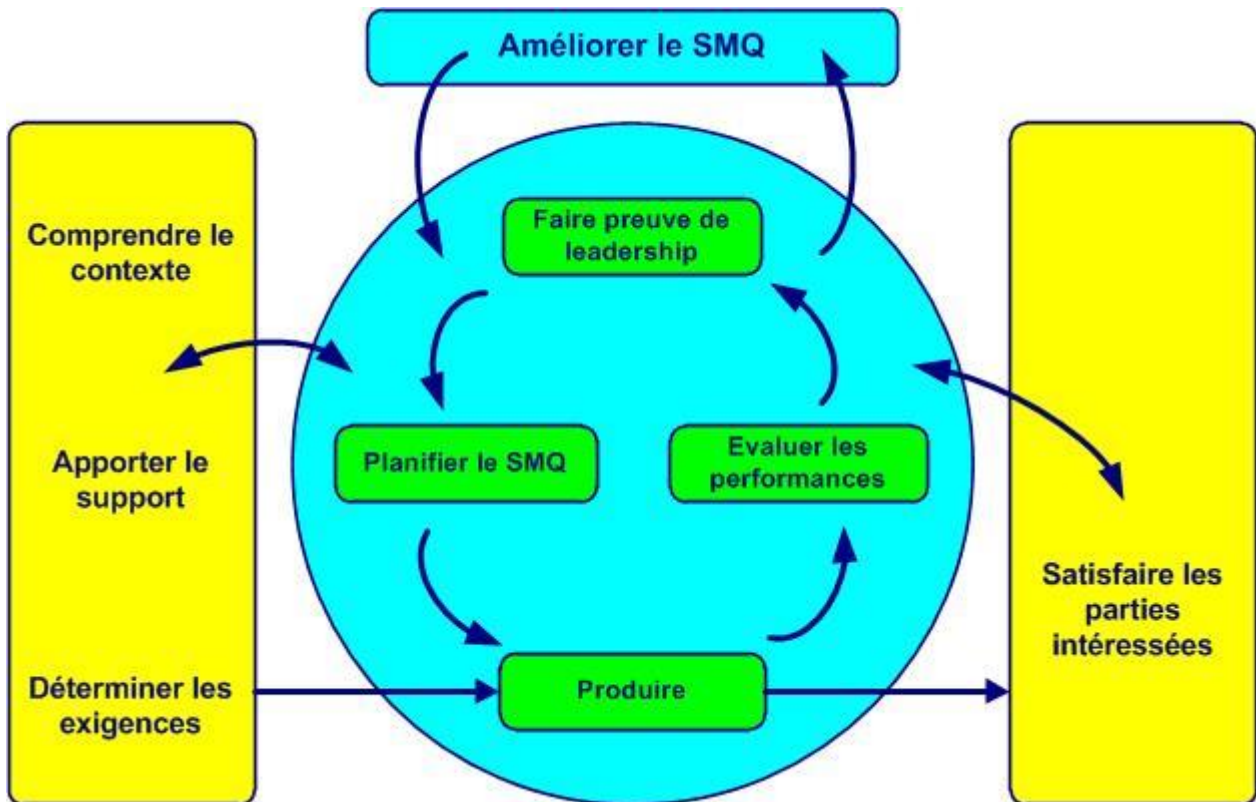 Améliorer le SMQ
Comprendre le
contexte
Apporter le
support
Déterminer les
exigences
Faire preuve de
leadership
Planifier le SMQ
Evaluer les
performances
Produire
Satisfaire les
parties
intéressées